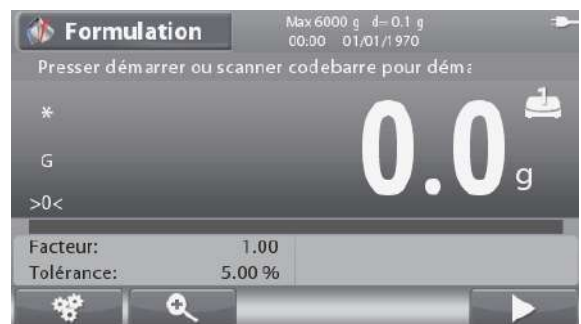 Formulation
Max 6000 g d=0.1 g
00:00 01/01/1970
Presser démarrer ou scanner codebarre pour déma
1
*
0.0 g
G
>0<
Facteur: 1.00
Tolérance: 5.00 %